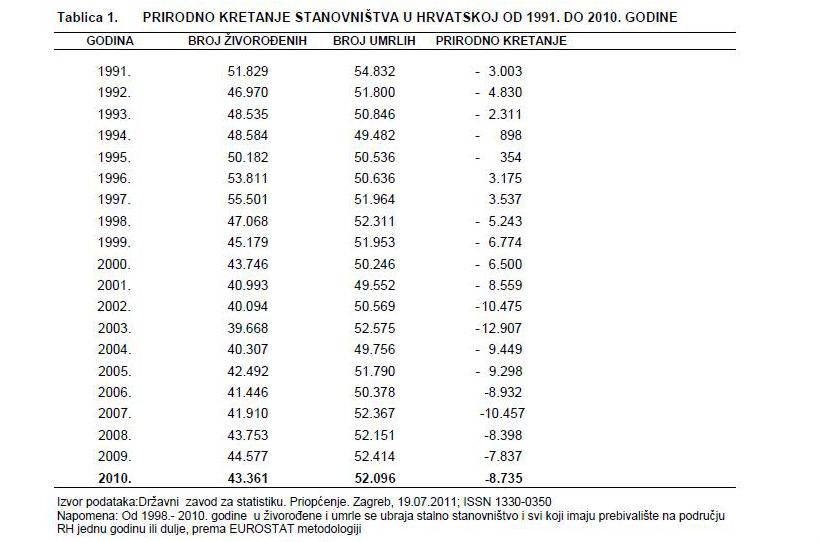 Tablica 1. PRIRODNO KRETANJE STANOVNIŠTVA U HRVATSKOJ OD 1991. DO 2010. GODINE
GODINA BROJ ŽIVOROĐENIH BROJ UMRLIH PRIRODNO KRETANJE
1991. 51.829 54.832 - 3.003
1992. 46.970 51.800 - 4.830
1993. 48.535 50.846 - 2.311
1994. 48.584 49.482 - 898
1995. 50.182 50.536 - 354
1996. 53.811 50.636 3.175
1997. 55.501 51.964 3.537
1998. 47.068 52.311 - 5.243
1999. 45.179 51.953 - 6.774
2000. 43.746 50.246 - 6.500
2001. 40.993 49.552 - 8.559
2002. 40.094 50.569 -10.475
2003. 39.668 52.575 -12.907
2004. 40.307 49.756 - 9.449
2005. 42.492 51.790 - 9.298
2006. 41.446 50.378 -8.932
2007. 41.910 52.367 -10.457
2008. 43.753 52.151 -8.398
2009. 44.577 52.414 -7.837
2010. 43.361 52.096 -8.735
Izvor podataka:Državni zavod za statistiku. Priopćenje. Zagreb, 19.07.2011; ISSN 1330-0350
Napomena: Od 1998.- 2010. godine u živorođene i umrle se ubraja stalno stanovništvo i svi koji imaju prebivalište na području
RH jednu godinu ili dulje, prema EUROSTAT metodologiji